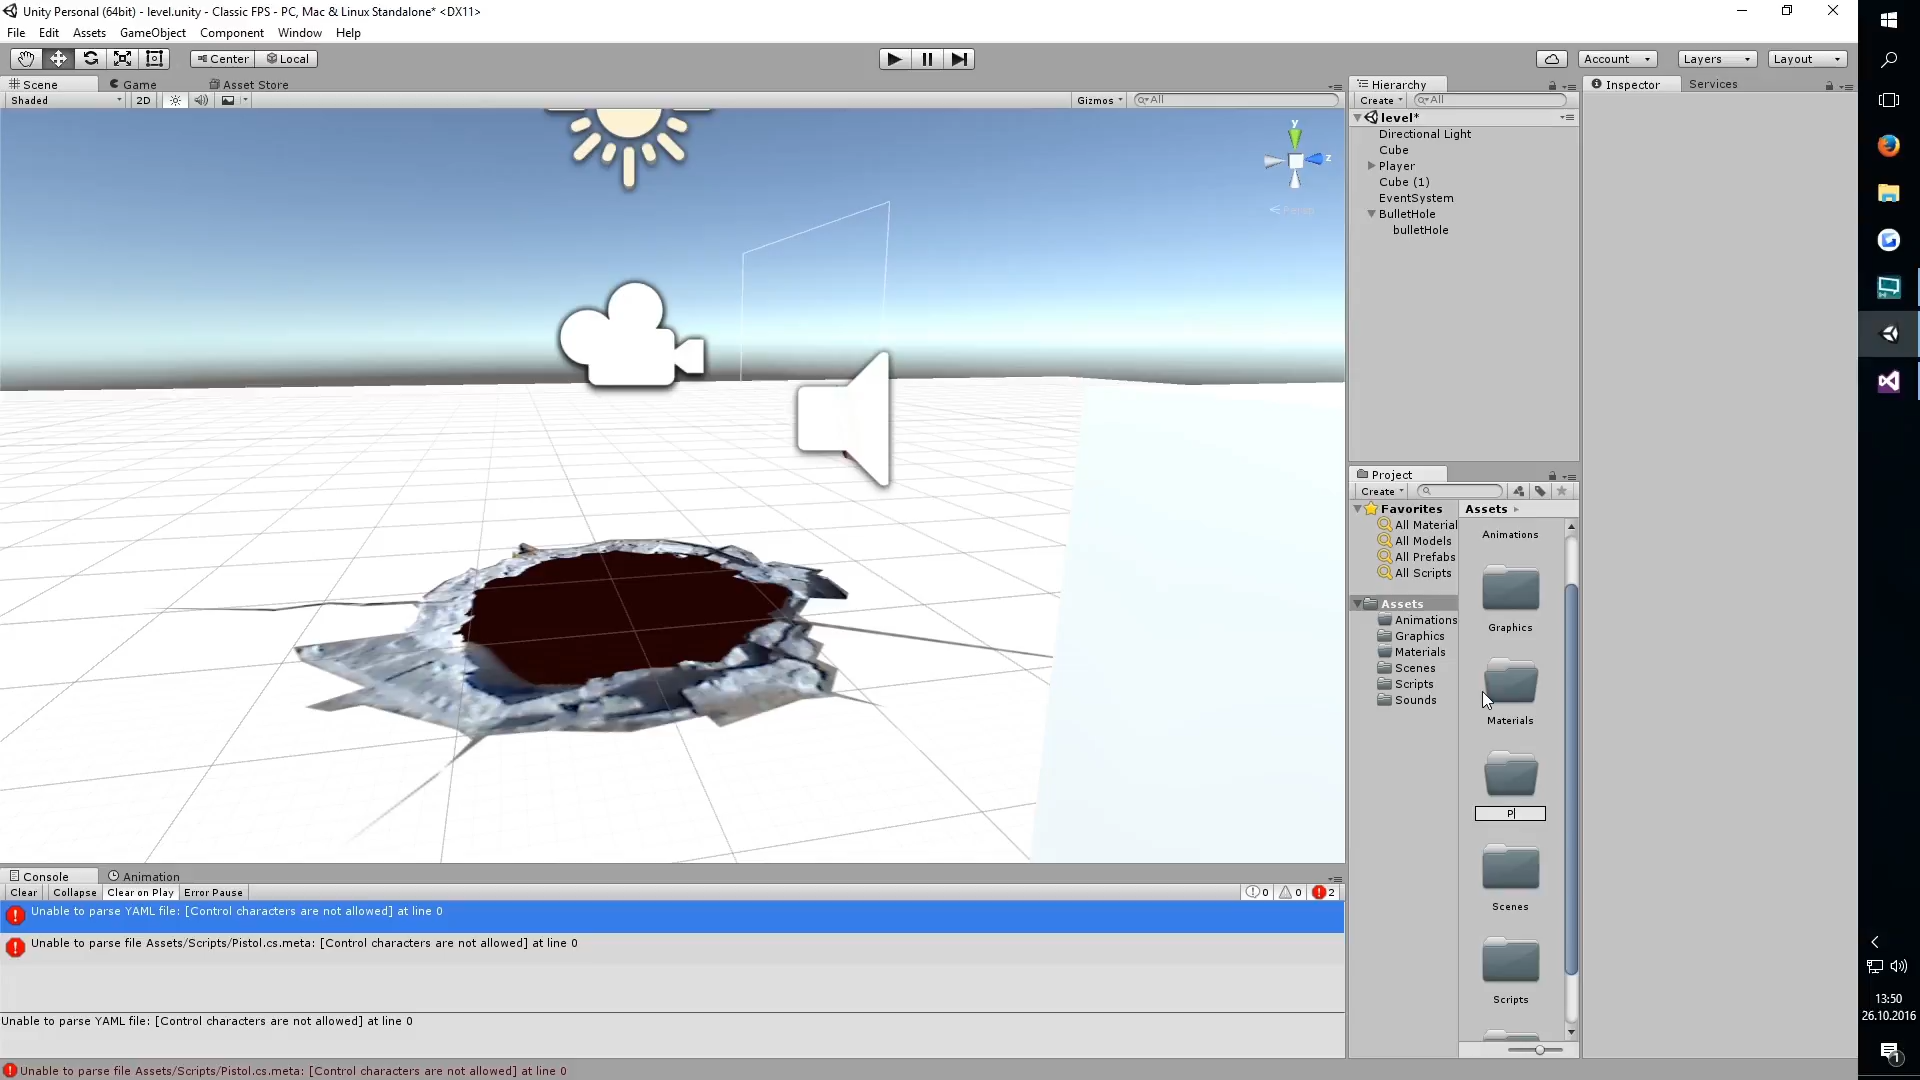 Unity Personal (64bit) - level.unity - Classic FPS - PC, Mac & Linux Standalone* <DX11>
File Edit Assets GameObject Component Window Help
Center Local Account Layers Layout
Scene Game Asset Store
Shaded 2D Gizmos All
y
z
Persp
Hierarchy
Create All
level*
Directional Light
Cube
Player
Cube (1)
EventSystem
BulletHole
bulletHole
Inspector Services
Project
Create
Favorites
All Material
All Models
All Prefabs
All Scripts
Assets
Animations
Graphics
Materials
Scenes
Scripts
Sounds
Assets
Animations
Graphics
Materials
P
Scenes
Scripts
Console Animation
Clear Collapse Clear on Play Error Pause 0 0 2
Unable to parse YAML file: [Control characters are not allowed] at line 0
Unable to parse file Assets/Scripts/Pistol.cs.meta: [Control characters are not allowed] at line 0
Unable to parse YAML file: [Control characters are not allowed] at line 0
Unable to parse file Assets/Scripts/Pistol.cs.meta: [Control characters are not allowed] at line 0
13:50
26.10.2016
1